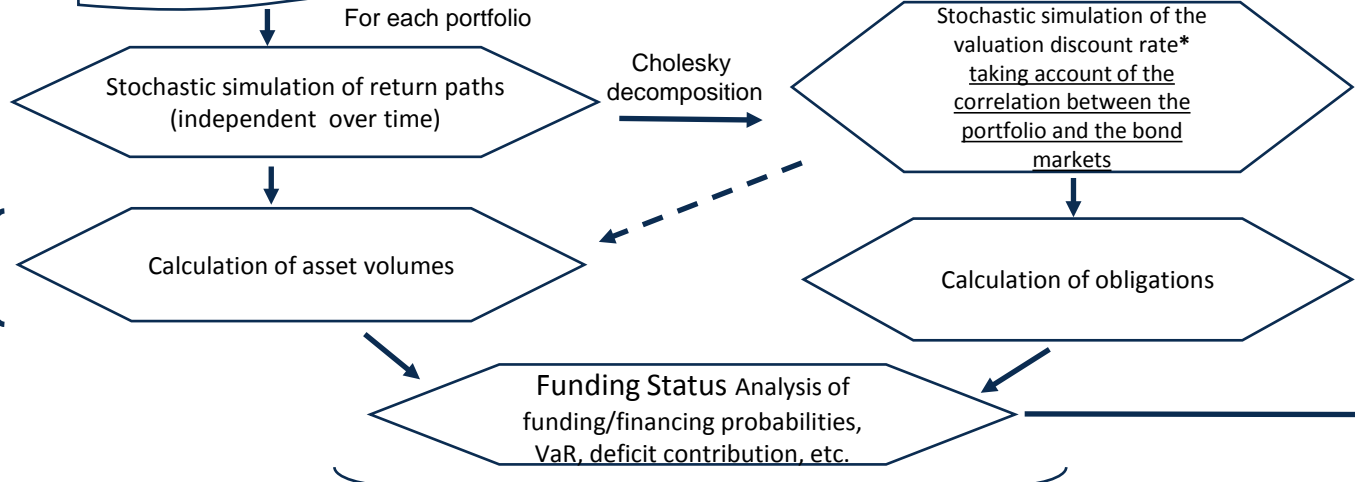 For each portfolio
Stochastic simulation of return paths
(independent over time)
Cholesky
decomposition
Stochastic simulation of the
valuation discount rate*
taking account of the
correlation between the
portfolio and the bond
markets
Calculation of asset volumes
Calculation of obligations
Funding Status Analysis of
funding/financing probabilities,
VaR, deficit contribution, etc.